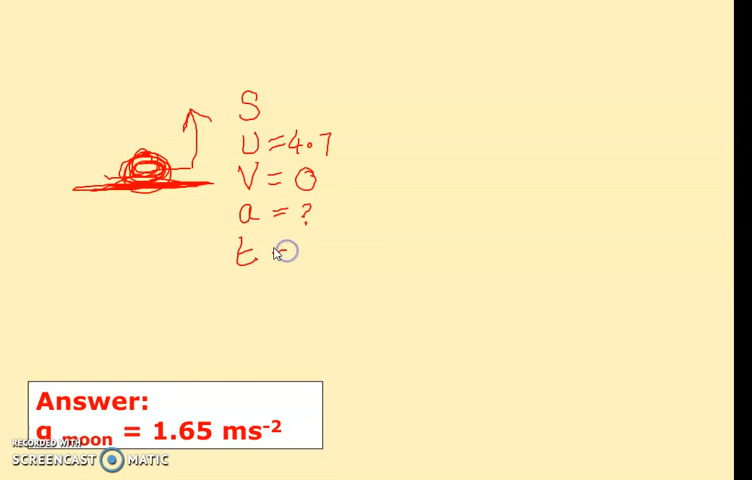 S
U = 4.7
V = 0
a = ?
t =
Answer:
g moon = 1.65 ms-2
RECORDED WITH
SCREENCAST MATIC